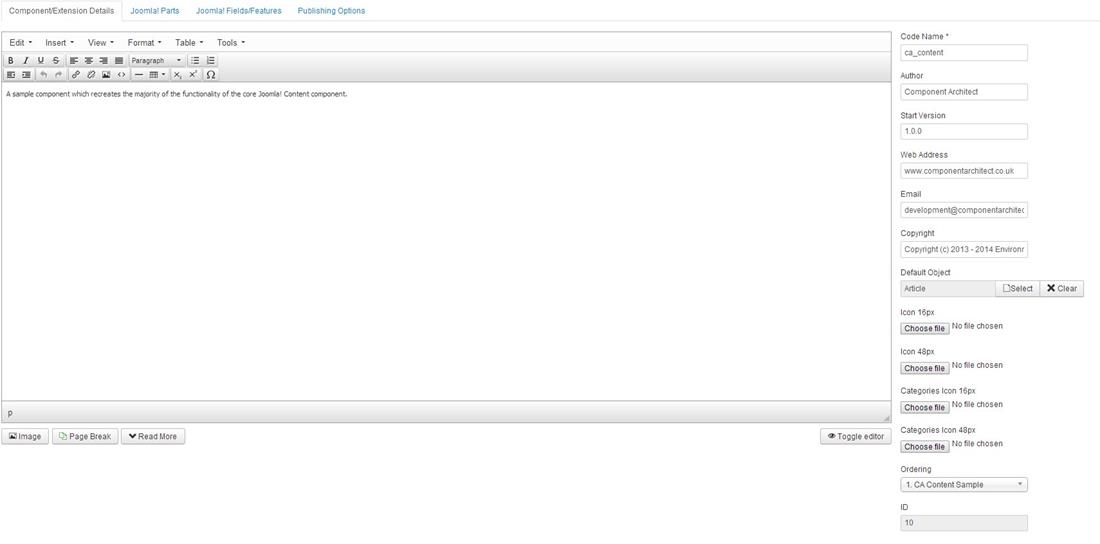 Component/Extension Details Joomla! Parts Joomla! Fields/Features Publishing Options
Edit Insert View Format Table Tools
B I U S Paragraph
X₂ X² Ω
A sample component which recreates the majority of the functionality of the core Joomla! Content component.
p
Image Page Break Read More Toggle editor
Code Name *
ca_content
Author
Component Architect
Start Version
1.0.0
Web Address
www.componentarchitect.co.uk
Email
development@componentarchitec
Copyright
Copyright (c) 2013 - 2014 Environr
Default Object
Article Select Clear
Icon 16px
Choose file No file chosen
Icon 48px
Choose file No file chosen
Categories Icon 16px
Choose file No file chosen
Categories Icon 48px
Choose file No file chosen
Ordering
1. CA Content Sample
ID
10